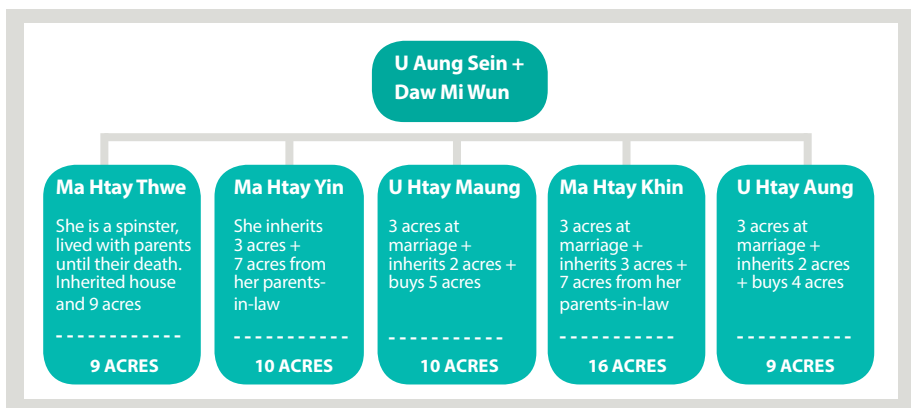 U Aung Sein +
Daw Mi Wun
Ma Htay Thwe
She is a spinster,
lived with parents
until their death.
Inherited house
and 9 acres
9 ACRES
Ma Htay Yin
She inherits
3 acres +
7 acres from
her parents-
in-law
10 ACRES
U Htay Maung
3 acres at
marriage +
inherits 2 acres +
buys 5 acres
10 ACRES
Ma Htay Khin
3 acres at
marriage +
inherits 3 acres +
7 acres from her
parents-in-law
16 ACRES
U Htay Aung
3 acres at
marriage +
inherits 2 acres
+ buys 4 acres
9 ACRES